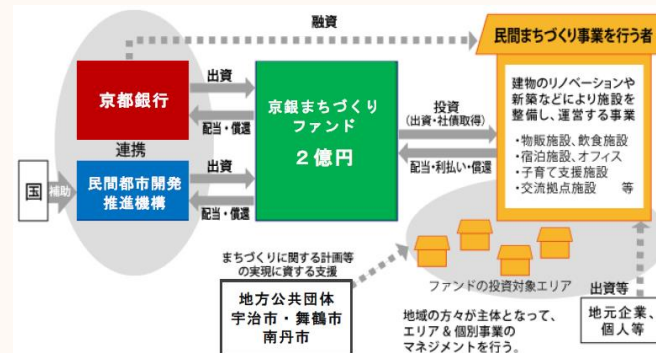 融資
民間まちづくり事業を行う者
京都銀行
出資
配当・償還
連携
国
補助
民間都市開発
推進機構
出資
配当・償還
京銀まちづくり
ファンド
２億円
投資
(出資・社債取得)
配当・利払い・償還
建物のリノベーションや
新築などにより施設を
整備し、運営する事業
・物販施設、飲食施設
・宿泊施設、オフィス
・子育て支援施設
・交流拠点施設　等
まちづくりに関する計画等
の実現に資する支援
地方公共団体
宇治市・舞鶴市
南丹市
ファンドの投資対象エリア
地域の方々が主体となって、
エリア＆個別事業の
マネジメントを行う。
出資等
地元企業、
個人等